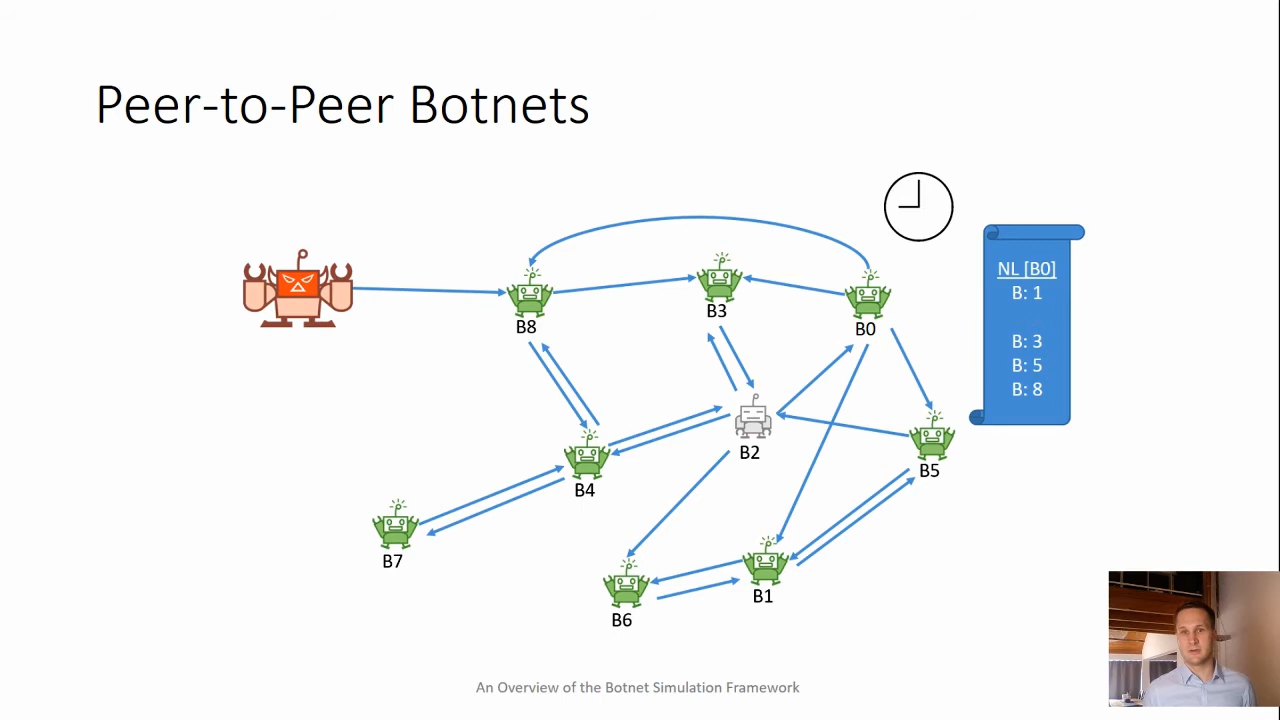 Peer-to-Peer Botnets
B8
B3
B0
NL [B0]
B: 1
B: 3
B: 5
B: 8
B2
B5
B4
B7
B1
B6
An Overview of the Botnet Simulation Framework